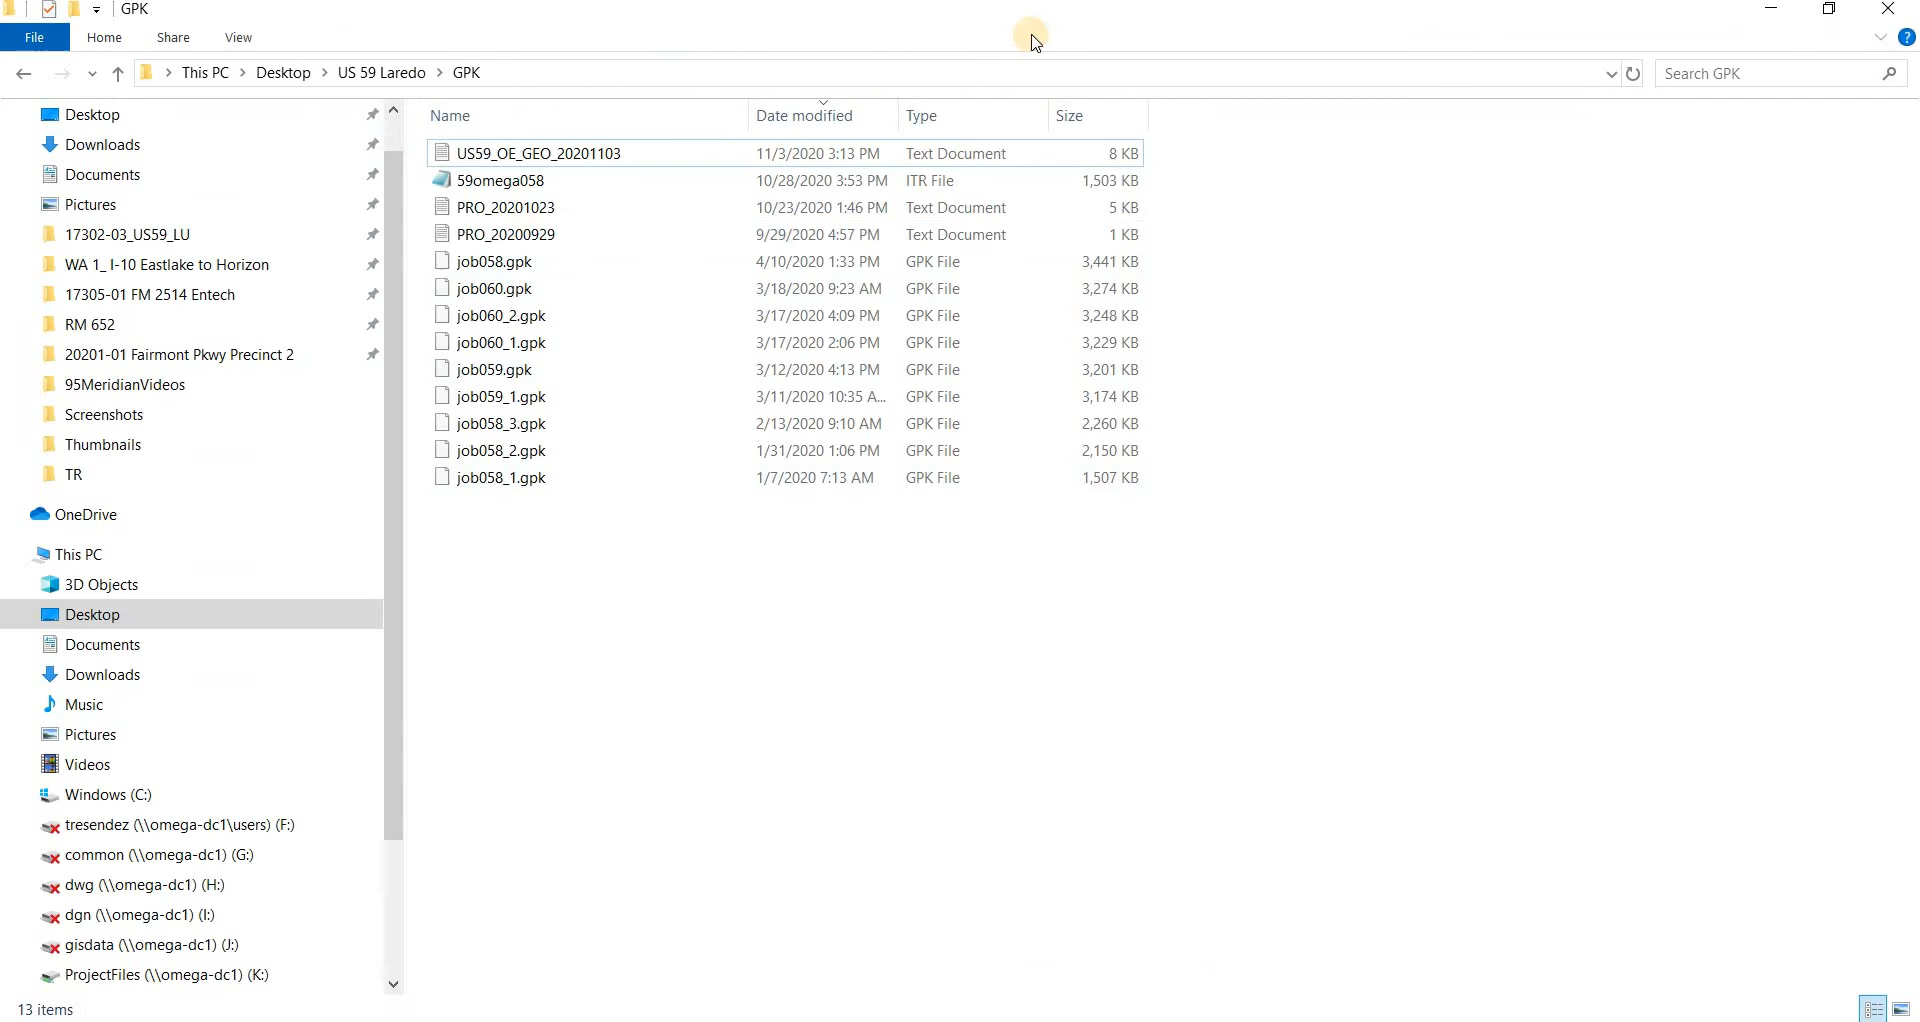 GPK
File Home Share View
This PC Desktop US 59 Laredo GPK
Search GPK
Desktop
Downloads
Documents
Pictures
17302-03_US59_LU
WA 1_ I-10 Eastlake to Horizon
17305-01 FM 2514 Entech
RM 652
20201-01 Fairmont Pkwy Precinct 2
95MeridianVideos
Screenshots
Thumbnails
TR
OneDrive
This PC
3D Objects
Desktop
Documents
Downloads
Music
Pictures
Videos
Windows (C:)
tresendez (\\omega-dc1\users) (F:)
common (\\omega-dc1) (G:)
dwg (\\omega-dc1) (H:)
dgn (\\omega-dc1) (I:)
gisdata (\\omega-dc1) (J:)
ProjectFiles (\\omega-dc1) (K:)
Name Date modified Type Size
US59_OE_GEO_20201103 11/3/2020 3:13 PM Text Document 8 KB
59omega058 10/28/2020 3:53 PM ITR File 1,503 KB
PRO_20201023 10/23/2020 1:46 PM Text Document 5 KB
PRO_20200929 9/29/2020 4:57 PM Text Document 1 KB
job058.gpk 4/10/2020 1:33 PM GPK File 3,441 KB
job060.gpk 3/18/2020 9:23 AM GPK File 3,274 KB
job060_2.gpk 3/17/2020 4:09 PM GPK File 3,248 KB
job060_1.gpk 3/17/2020 2:06 PM GPK File 3,229 KB
job059.gpk 3/12/2020 4:13 PM GPK File 3,201 KB
job059_1.gpk 3/11/2020 10:35 A... GPK File 3,174 KB
job058_3.gpk 2/13/2020 9:10 AM GPK File 2,260 KB
job058_2.gpk 1/31/2020 1:06 PM GPK File 2,150 KB
job058_1.gpk 1/7/2020 7:13 AM GPK File 1,507 KB
13 items